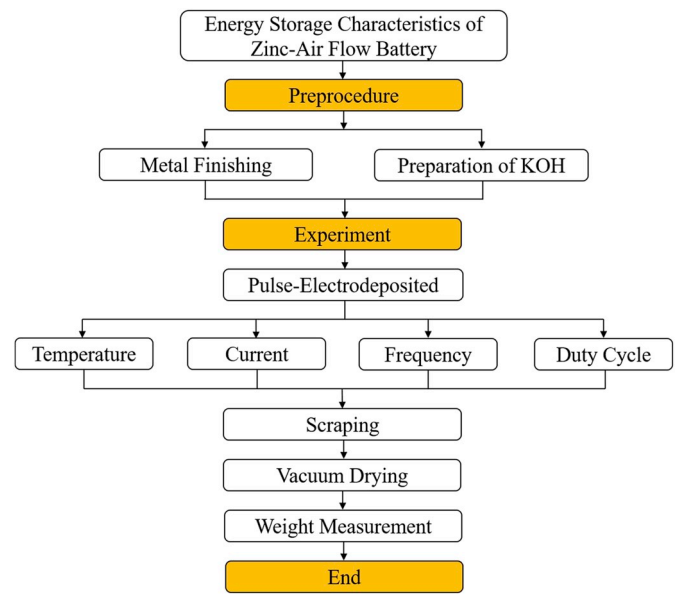 Energy Storage Characteristics of
Zinc-Air Flow Battery
Preprocedure
Metal Finishing
Preparation of KOH
Experiment
Pulse-Electrodeposited
Temperature
Current
Frequency
Duty Cycle
Scraping
Vacuum Drying
Weight Measurement
End